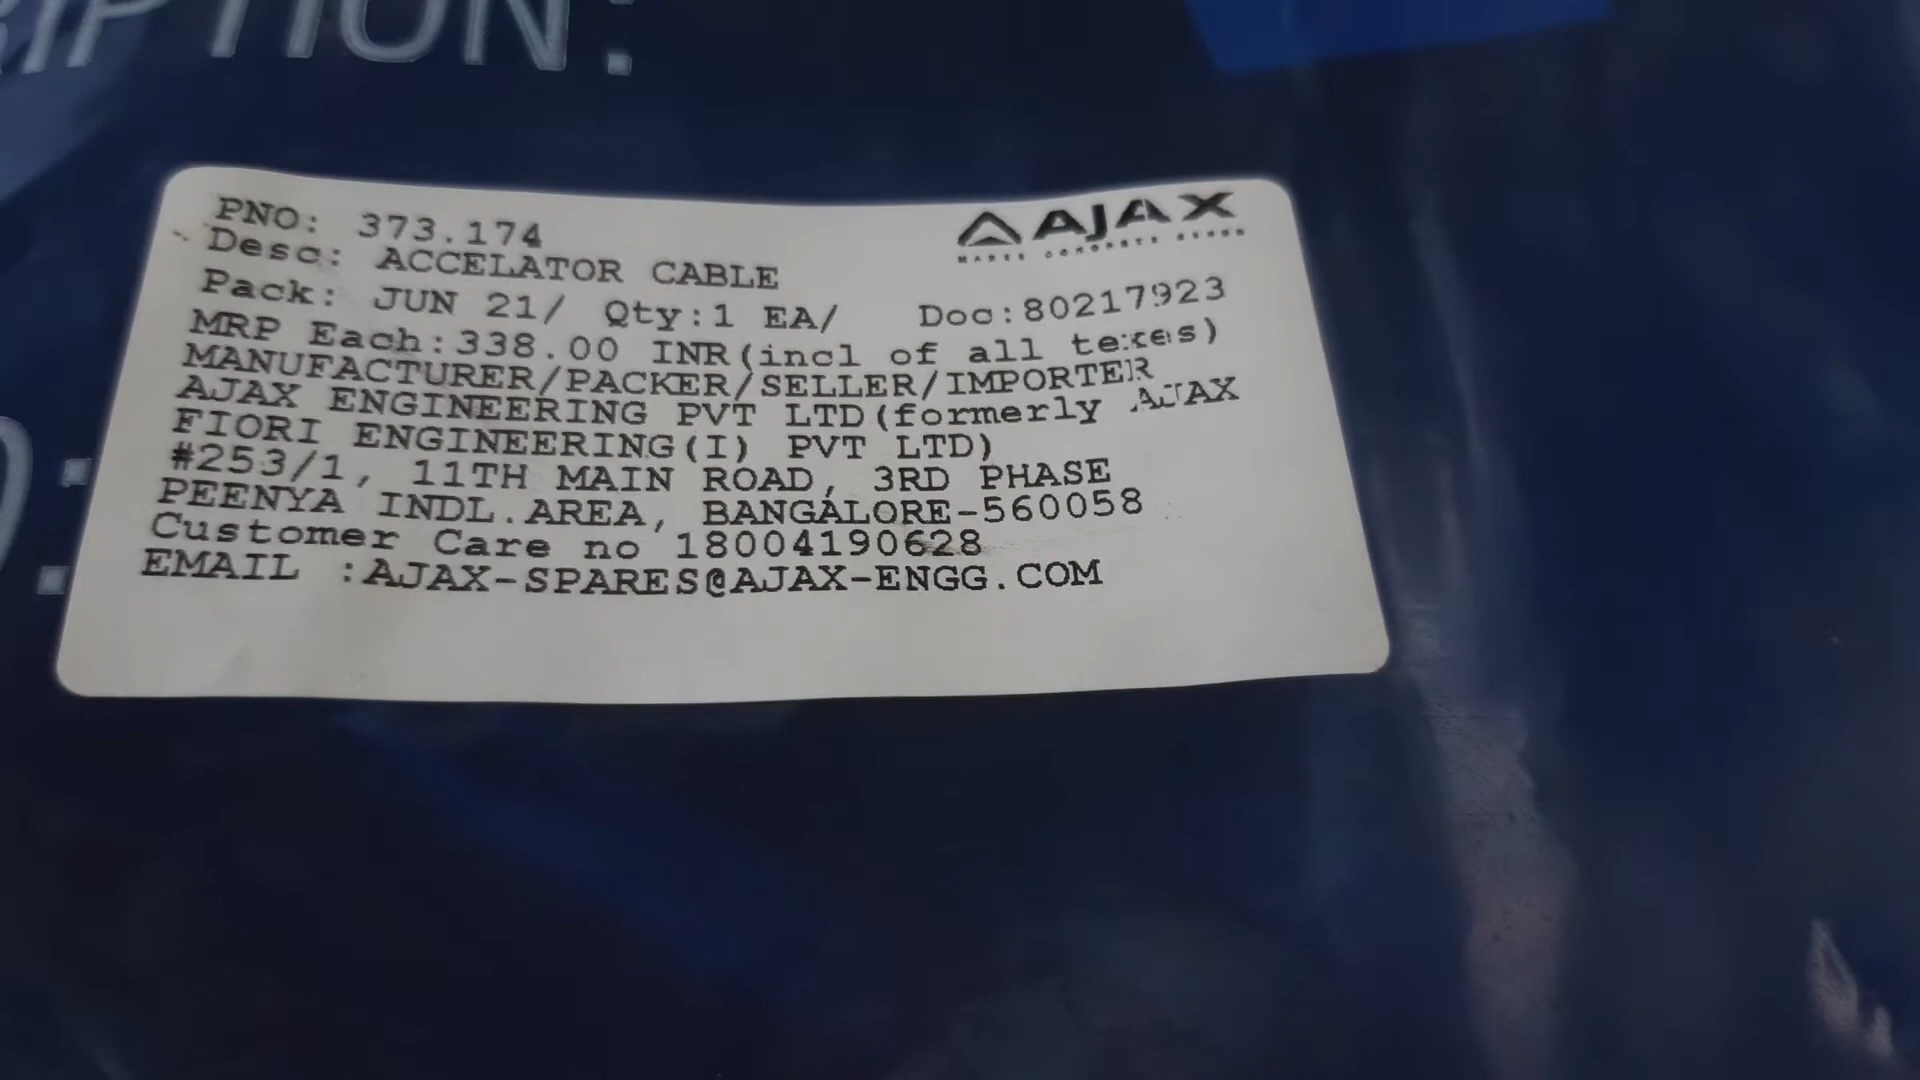 RIPTION:
AJAX
PNO: 373.174
Desc: ACCELATOR CABLE
Pack: JUN 21/ Qty:1 EA/ Doc:80217923
MRP Each:338.00 INR(incl of all
MANUFACTURER/PACKER/SELLER/IMPORTER
AJAX ENGINEERING PVT LTD(formerly AJAX
FIORI ENGINEERING(I) PVT LTD)
#253/1, 11TH MAIN ROAD, 3RD PHASE
PEENYA INDL.AREA, BANGALORE-560058
Customer Care no 18004190628
EMAIL :AJAX-SPARES@AJAX-ENGG.COM